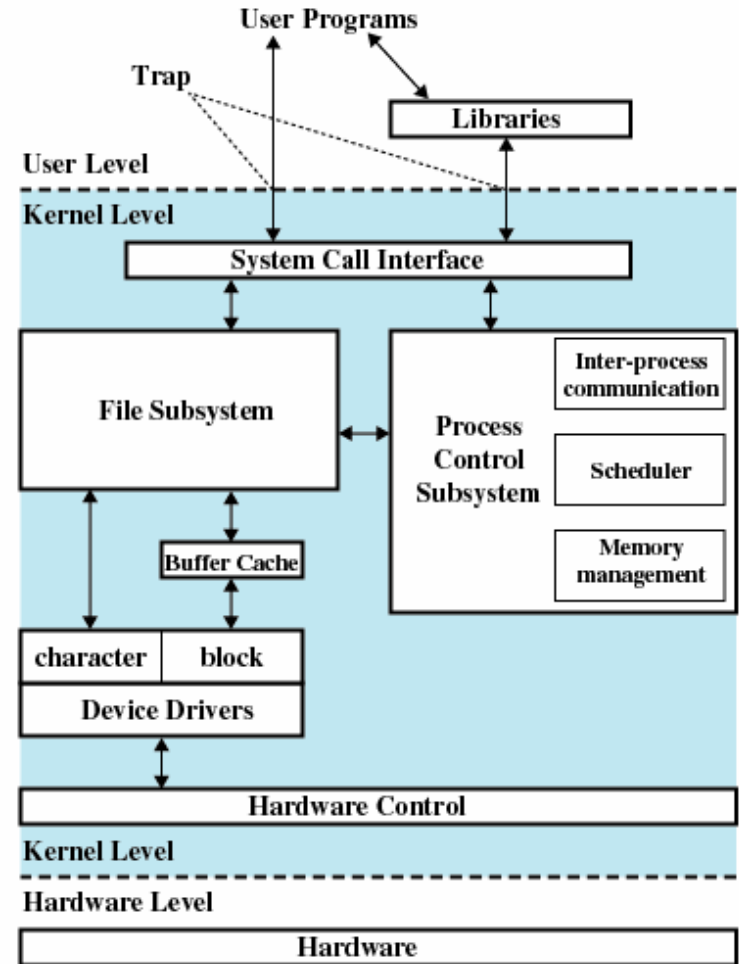 User Programs
Trap
Libraries
User Level
Kernel Level
System Call Interface
File Subsystem
Process
Control
Subsystem
Inter-process
communication
Scheduler
Memory
management
Buffer Cache
character
block
Device Drivers
Hardware Control
Kernel Level
Hardware Level
Hardware